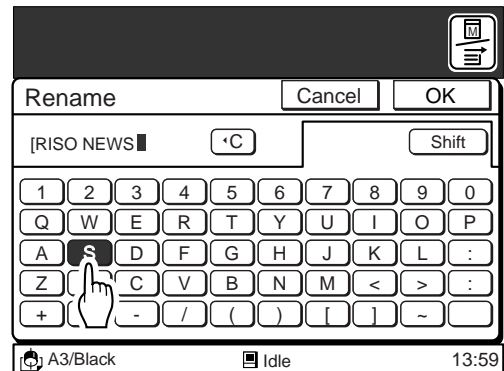 M
Rename Cancel OK
[RISO NEWS C Shift
1 2 3 4 5 6 7 8 9 0
Q W E R T Y U I O P
A S D F G H J K L :
Z C V B N M < > :
+ - / ( ) [ ] ~
A3/Black Idle 13:59